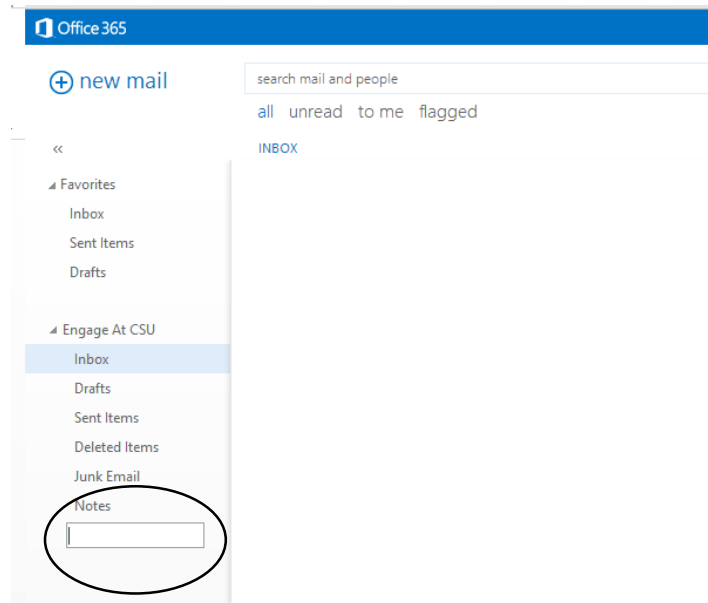 Office 365
new mail
search mail and people
all unread to me flagged
INBOX
Favorites
Inbox
Sent Items
Drafts
Engage At CSU
Inbox
Drafts
Sent Items
Deleted Items
Junk Email
Notes